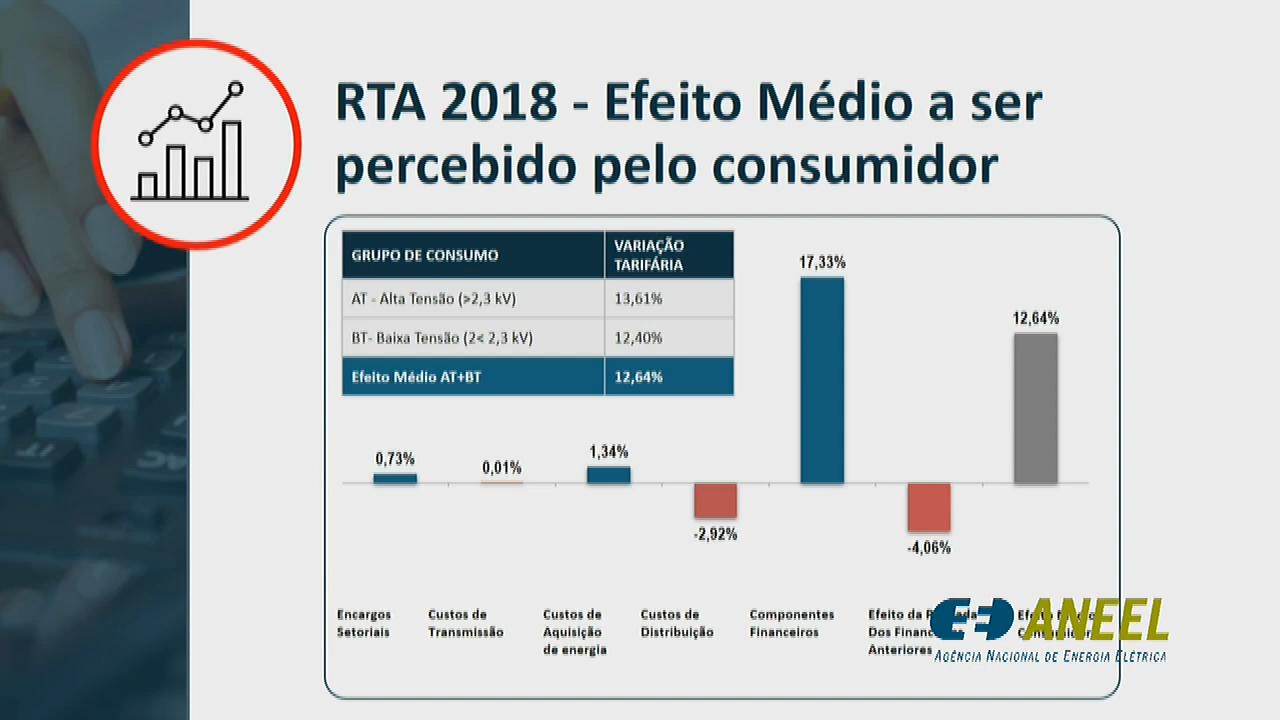 RTA 2018 - Efeito Médio a ser
percebido pelo consumidor
GRUPO DE CONSUMO
VARIAÇÃO
TARIFÁRIA
AT - Alta Tensão (>2,3 kV)
13,61%
BT- Baixa Tensão (2< 2,3 kV)
12,40%
Efeito Médio AT+BT
12,64%
0,73%
0,01%
1,34%
-2,92%
17,33%
-4,06%
12,64%
Encargos
Setoriais
Custos de
Transmissão
Custos de
Aquisição
de energia
Custos de
Distribuição
Componentes
Financeiros
Efeito da
Dos
Anteriores
ANEEL
AGÊNCIA NACIONAL DE ENERGIA ELÉTRICA